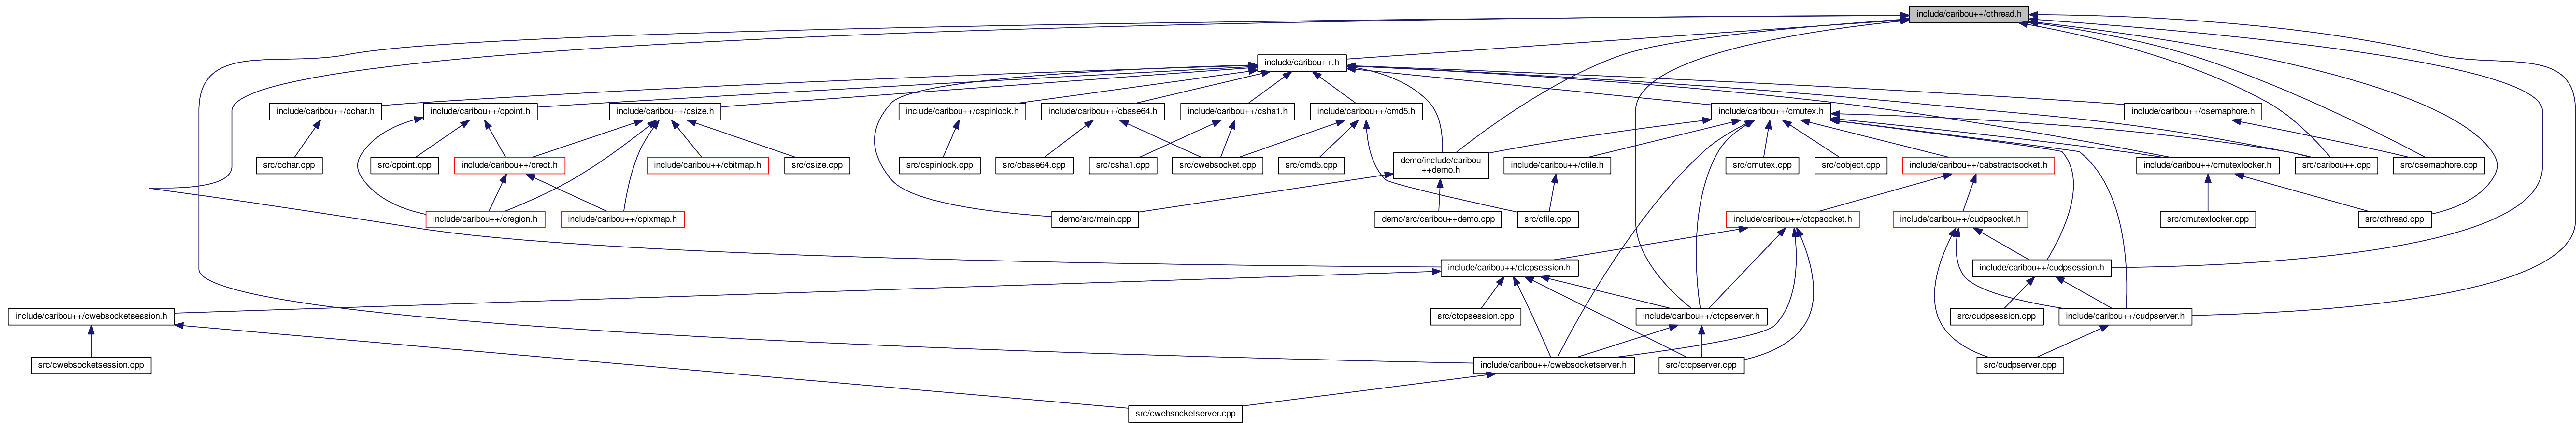 include/caribou++/cthread.h
include/caribou++.h
include/caribou++/cchar.h
include/caribou++/cpoint.h
include/caribou++/csize.h
include/caribou++/cspinlock.h
include/caribou++/cbase64.h
include/caribou++/csha1.h
include/caribou++/cmd5.h
include/caribou++/cmutex.h
include/caribou++/csemaphore.h
src/cchar.cpp
src/cpoint.cpp
include/caribou++/crect.h
include/caribou++/cbitmap.h
src/csize.cpp
src/cspinlock.cpp
src/cbase64.cpp
src/csha1.cpp
src/cwebsocket.cpp
src/cmd5.cpp
demo/include/caribou
++demo.h
include/caribou++/cfile.h
src/cmutex.cpp
src/cobject.cpp
include/caribou++/cabstractsocket.h
include/caribou++/cmutexlocker.h
src/caribou++.cpp
src/csemaphore.cpp
include/caribou++/cregion.h
include/caribou++/cpixmap.h
demo/src/main.cpp
demo/src/caribou++demo.cpp
src/cfile.cpp
include/caribou++/ctcpsocket.h
include/caribou++/cudpsocket.h
src/cmutexlocker.cpp
src/cthread.cpp
include/caribou++/ctcpsession.h
include/caribou++/cudpsession.h
include/caribou++/cwebsocketsession.h
src/ctcpsession.cpp
include/caribou++/ctcpserver.h
src/cudpsession.cpp
include/caribou++/cudpserver.h
src/cwebsocketsession.cpp
include/caribou++/cwebsocketserver.h
src/ctcpserver.cpp
src/cudpserver.cpp
src/cwebsocketserver.cpp